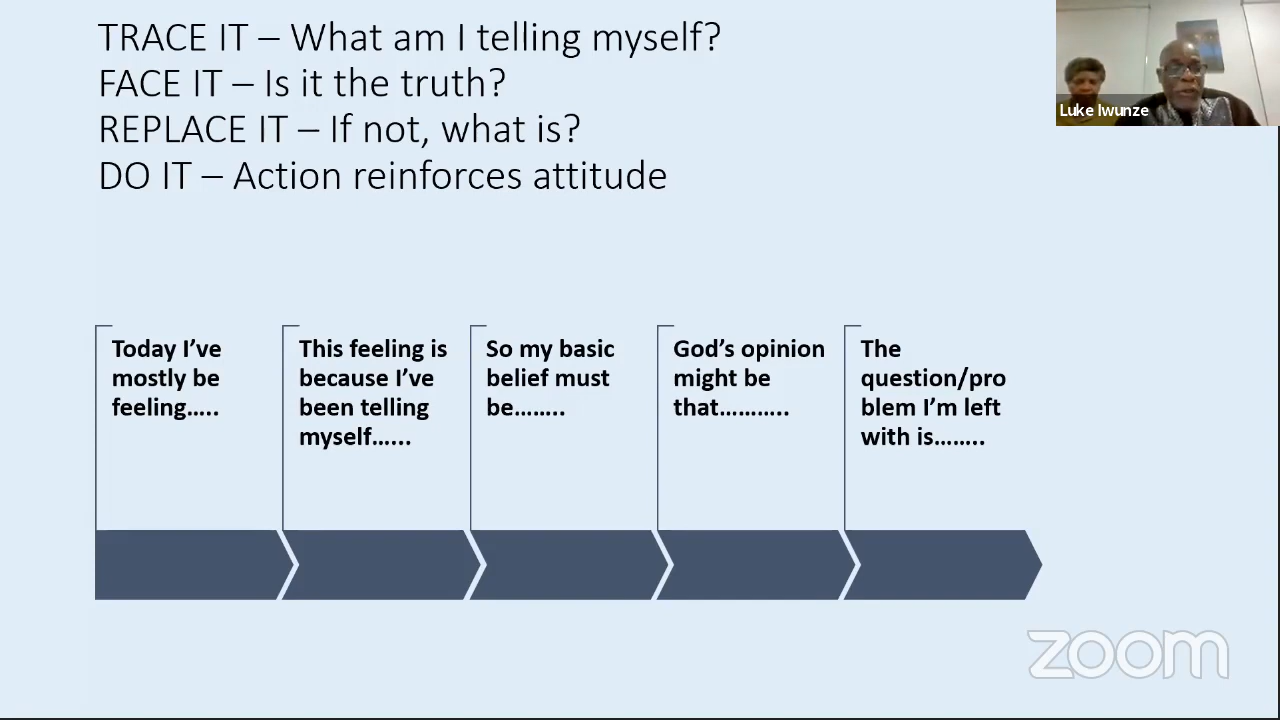 TRACE IT – What am I telling myself?
FACE IT – Is it the truth?
REPLACE IT – If not, what is?
DO IT – Action reinforces attitude
Luke Iwunze
Today I’ve
mostly be
feeling…..
This feeling is
because I’ve
been telling
myself…...
So my basic
belief must
be……..
God’s opinion
might be
that………..
The
question/pro
blem I’m left
with is……..
zoom